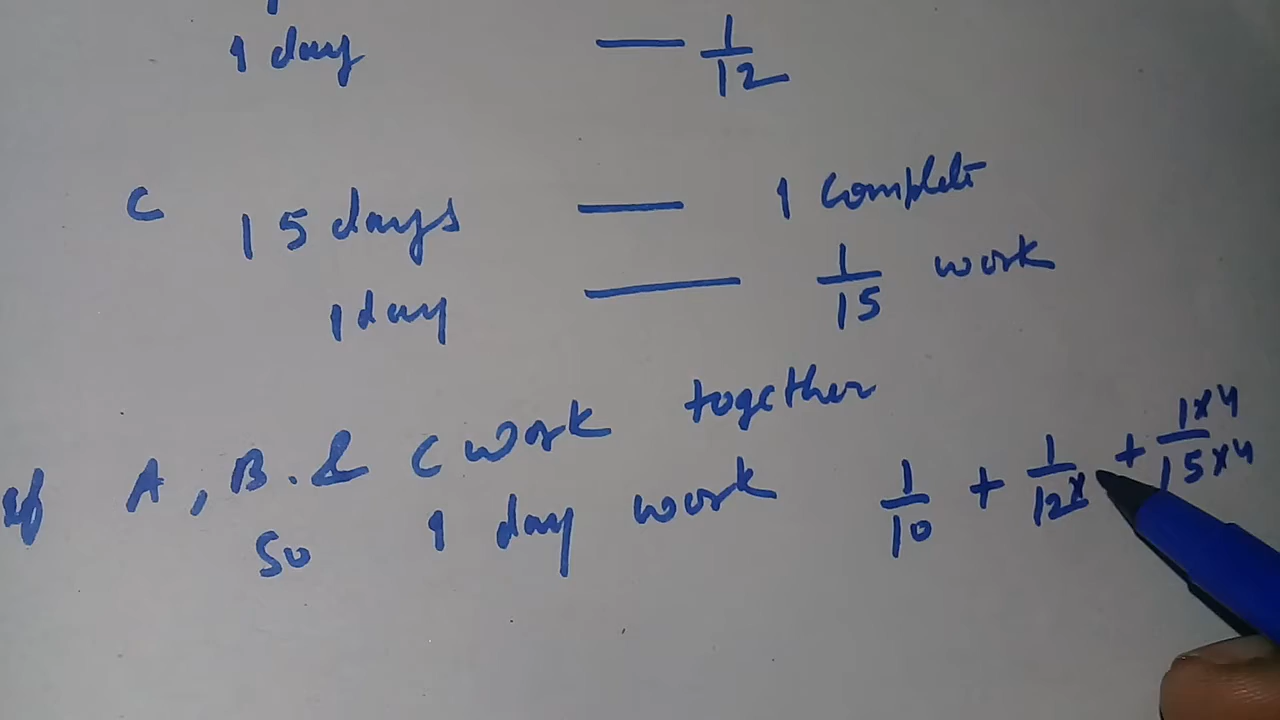 1 day — 1/12
C 15 days — 1 Complete
1 day — 1/15 work
If A, B. & C work together
So 1 day work 1/10 + 1/12× + 1×4/15×4